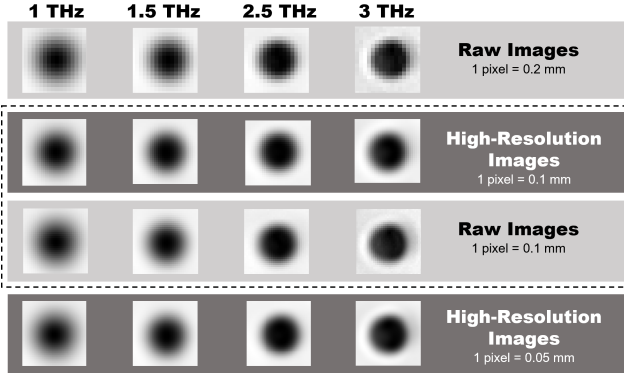 1 THz 1.5 THz 2.5 THz 3 THz
Raw Images
1 pixel = 0.2 mm
High-Resolution
Images
1 pixel = 0.1 mm
Raw Images
1 pixel = 0.1 mm
High-Resolution
Images
1 pixel = 0.05 mm